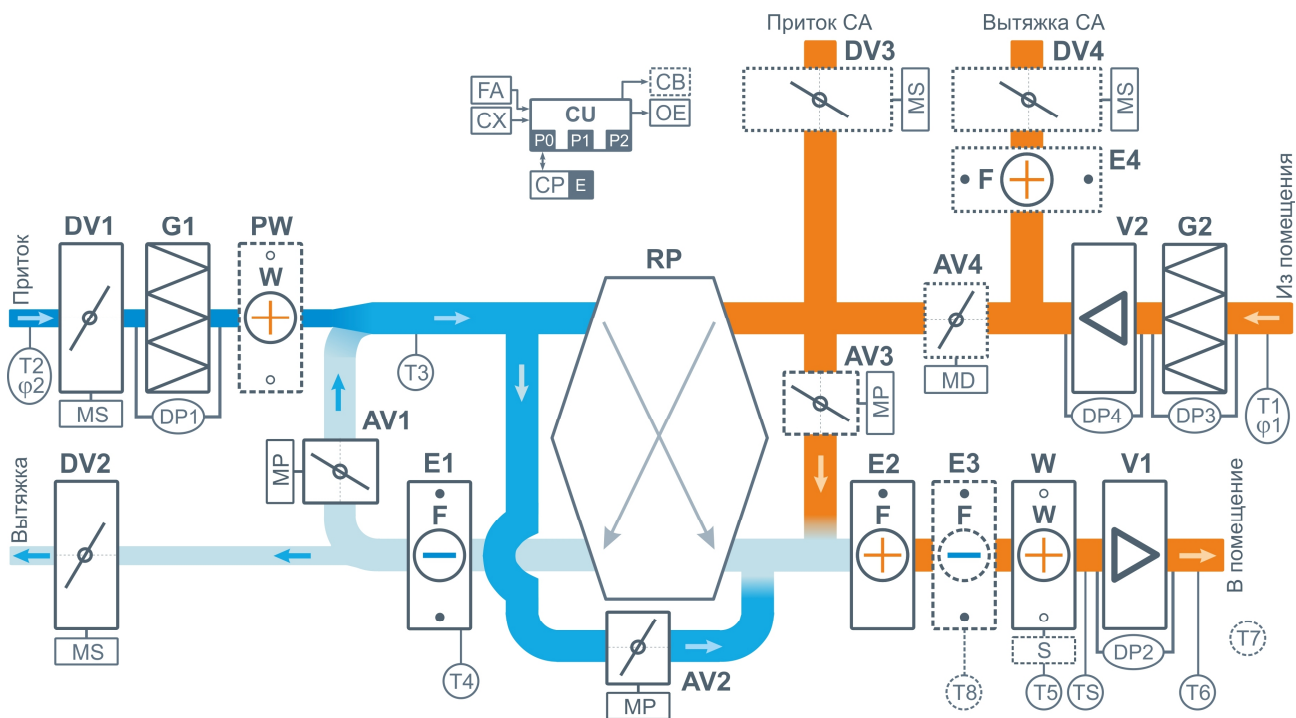 Приток СА
Вытяжка СА
DV3
DV4
MS
MS
FA
CX
CU
P0
P1
P2
CB
OE
CP
E
F
E4
Приток
DV1
G1
PW
W
RP
AV4
V2
G2
Из помещения
T2
φ2
MS
DP1
T3
AV3
MP
MD
DP4
DP3
T1
φ1
AV1
MP
Вытяжка
DV2
E1
F
E2
F
E3
F
W
W
V1
В помещение
MS
T4
AV2
MP
T8
S
T5
TS
DP2
T6
T7